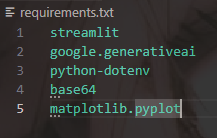 requirements.txt
1 streamlit
2 google.generativeai
3 python-dotenv
4 base64
5 matplotlib.pyplot